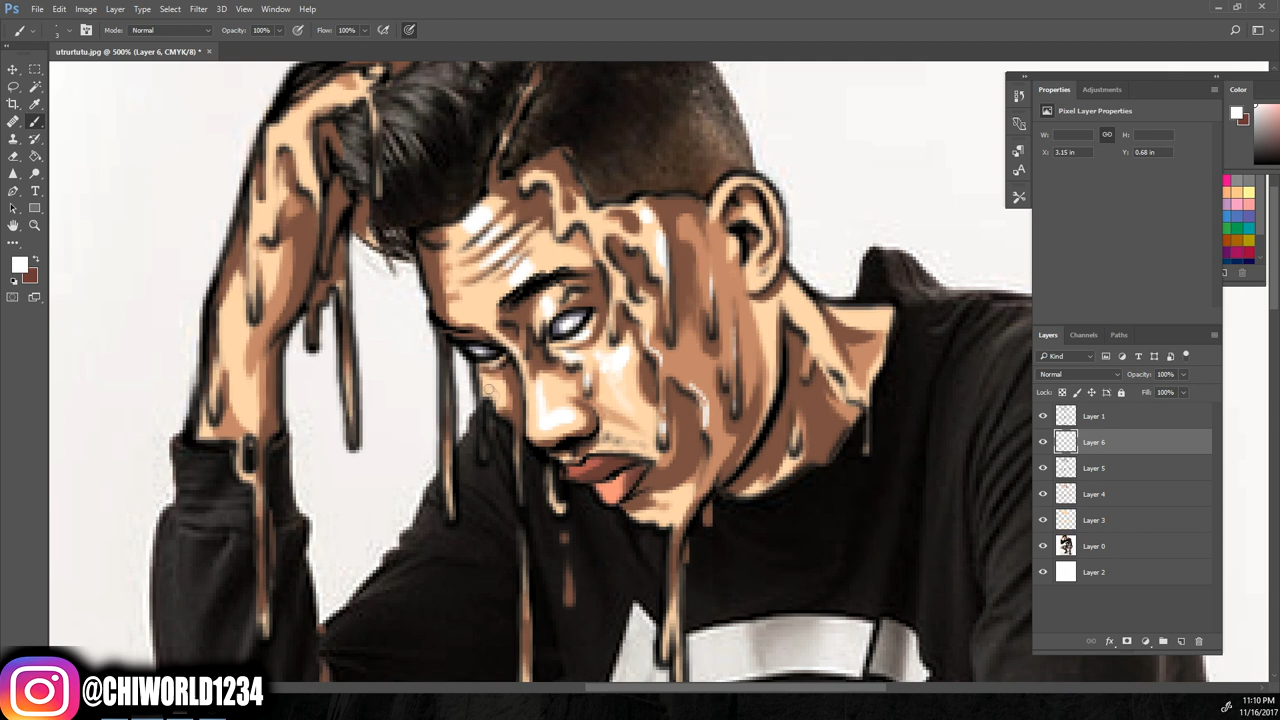 Ps File Edit Image Layer Type Select Filter 3D View Window Help
3 Mode: Normal Opacity: 100% Flow: 100%
utrurtutu.jpg @ 500% (Layer 6, CMYK/8) * ×
Properties Adjustments
Color
Pixel Layer Properties
W: H:
X: 3.15 in Y: 0.68 in
Layers Channels Paths
Kind
Normal Opacity: 100%
Lock: Fill: 100%
Layer 1
Layer 6
Layer 5
Layer 4
Layer 3
Layer 0
Layer 2
fx
@CHIWORLD1234
11:10 PM
11/16/2017